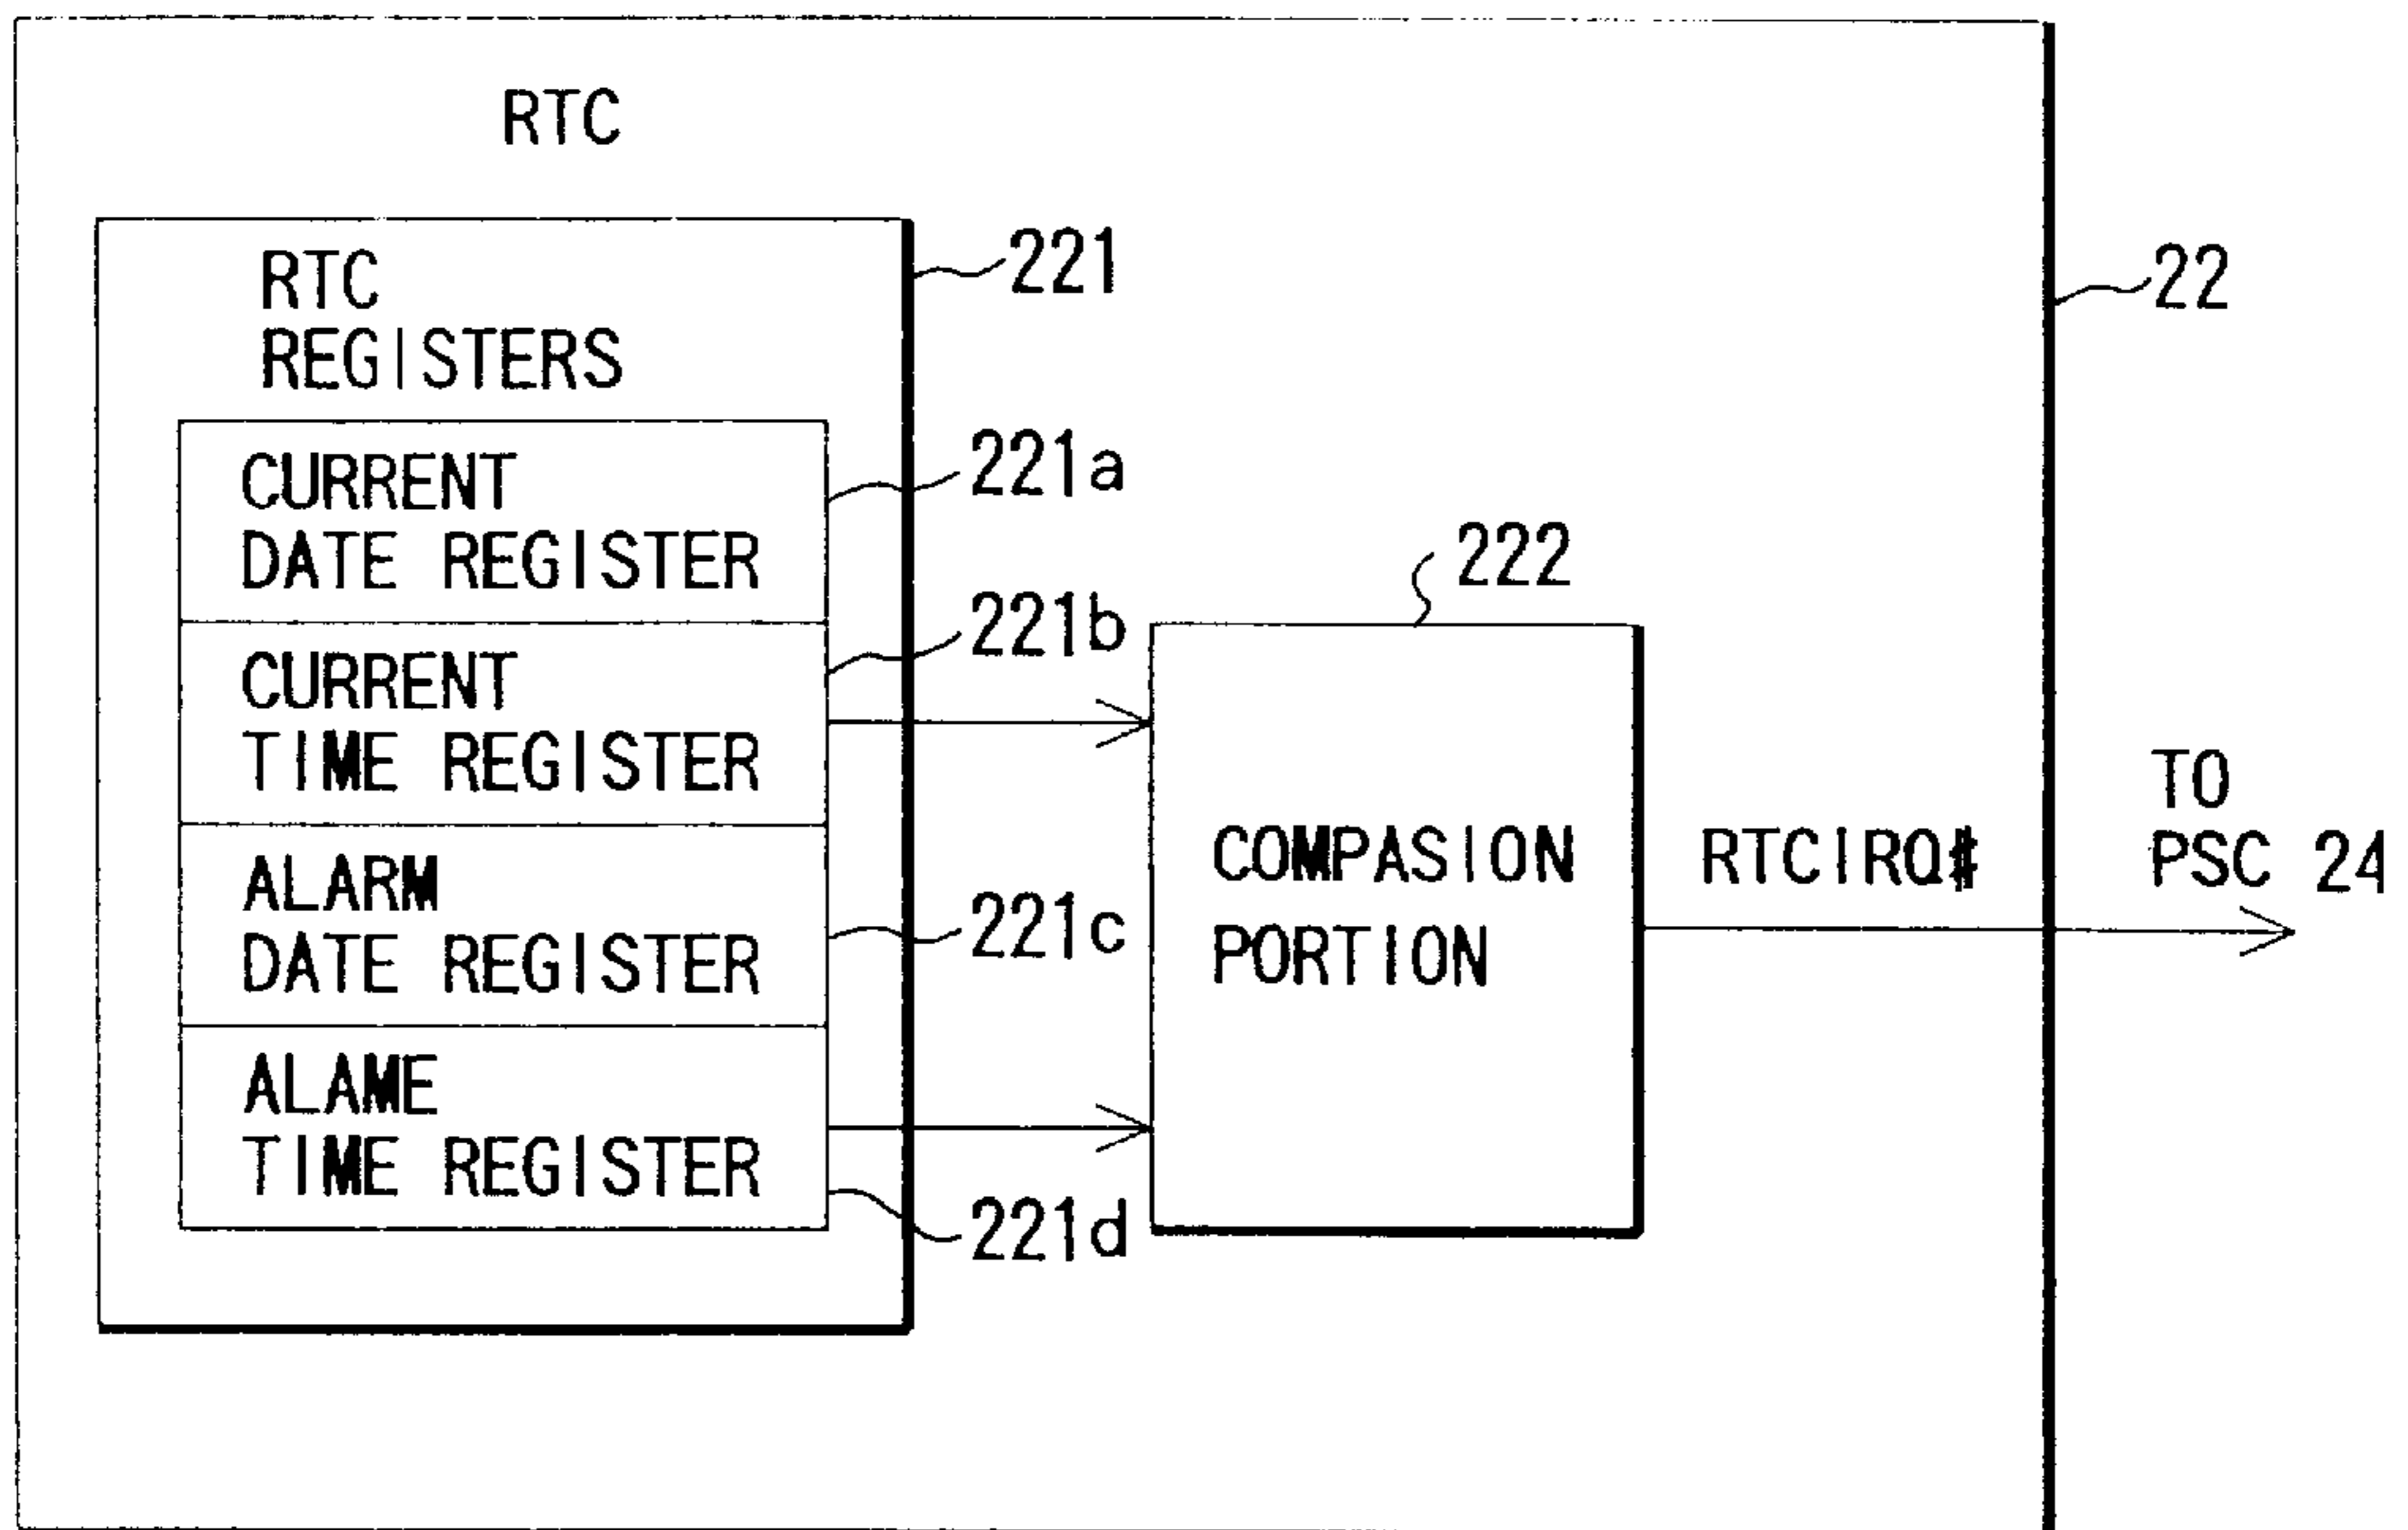 RTC
RTC
REGISTERS
221
22
CURRENT
DATE REGISTER
221a
CURRENT
TIME REGISTER
221b
ALARM
DATE REGISTER
221c
ALAME
TIME REGISTER
221d
222
COMPASION
PORTION
RTCIRQ#
TO
PSC 24